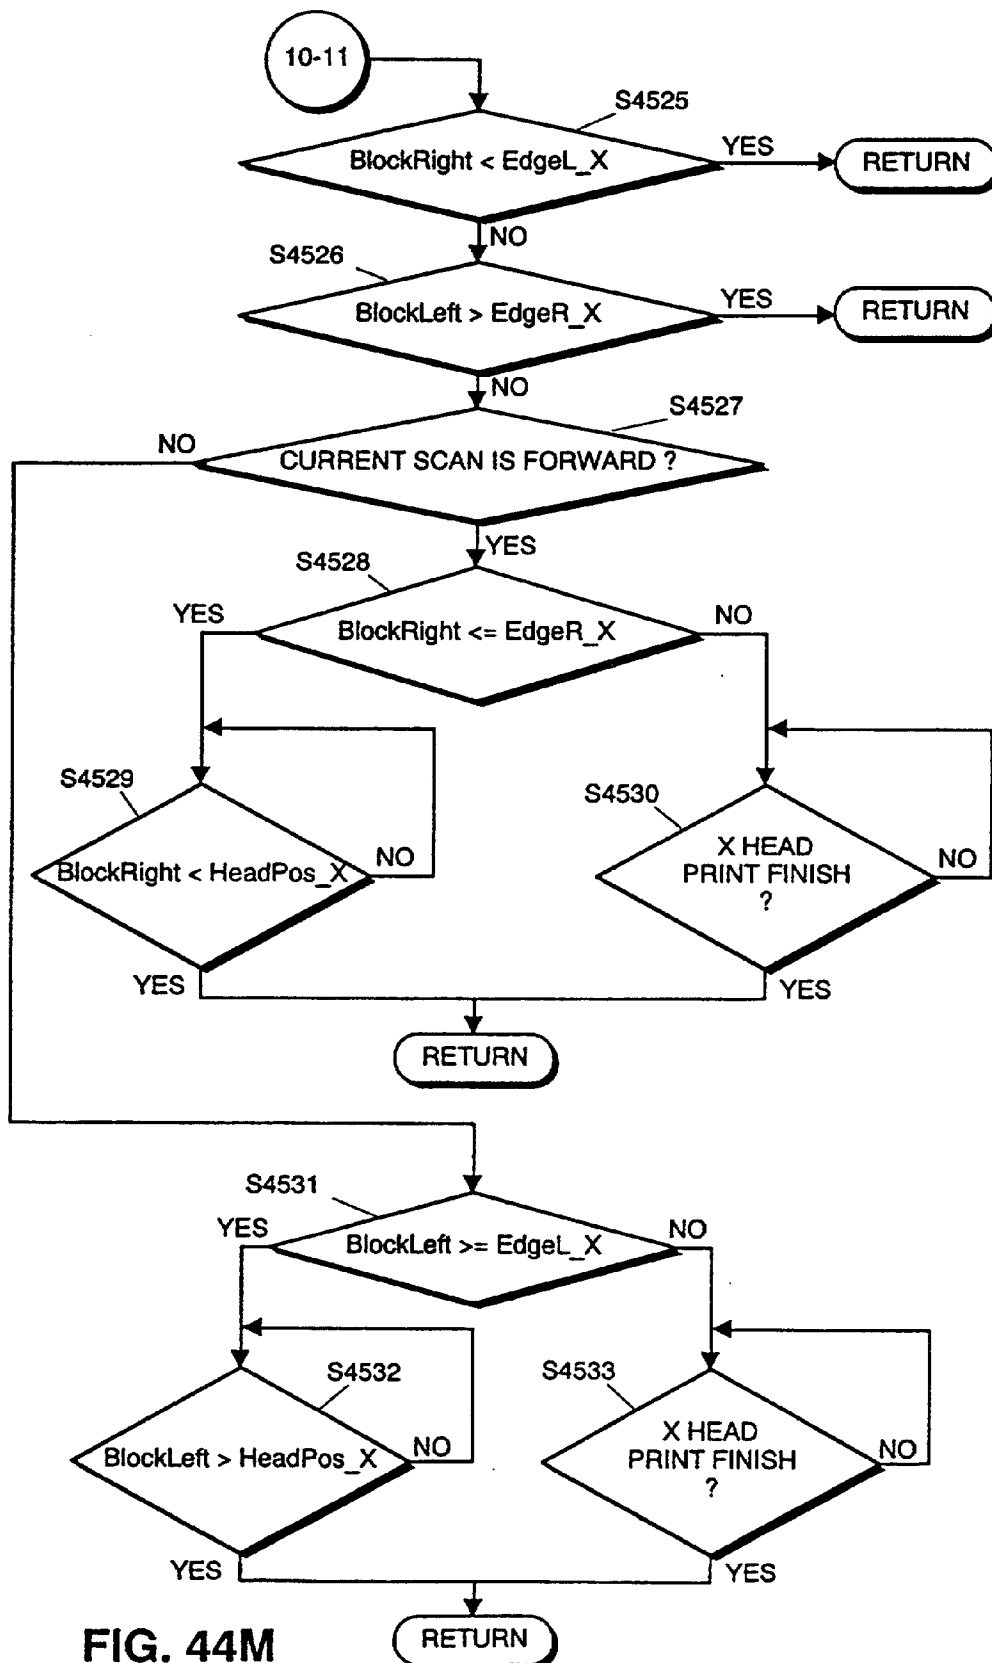 10-11
S4525
BlockRight < EdgeL_X
YES
RETURN
NO
S4526
BlockLeft > EdgeR_X
YES
RETURN
NO
S4527
NO
CURRENT SCAN IS FORWARD ?
YES
S4528
YES
BlockRight <= EdgeR_X
NO
S4529
BlockRight < HeadPos_X
NO
YES
S4530
X HEAD
PRINT FINISH
?
NO
YES
RETURN
S4531
YES
BlockLeft >= EdgeL_X
NO
S4532
BlockLeft > HeadPos_X
NO
YES
S4533
X HEAD
PRINT FINISH
?
NO
YES
RETURN
FIG. 44M